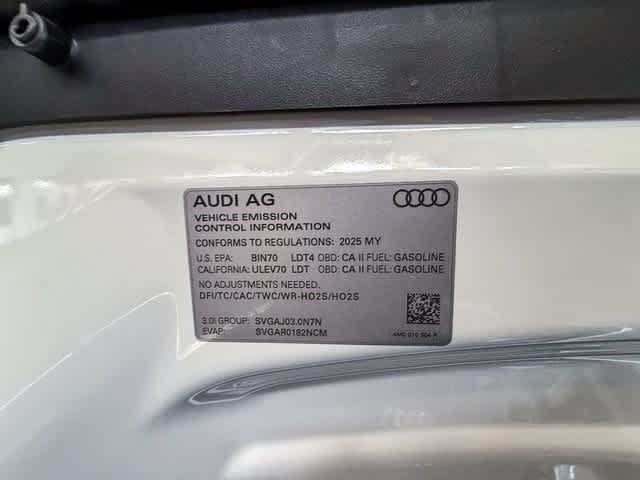 AUDI AG
VEHICLE EMISSION
CONTROL INFORMATION
CONFORMS TO REGULATIONS: 2025 MY
U.S. EPA: BIN70 LDT4 OBD: CA II FUEL: GASOLINE
CALIFORNIA: ULEV70 LDT OBD: CA II FUEL: GASOLINE
NO ADJUSTMENTS NEEDED.
DFI/TC/CAC/TWC/WR-HO2S/HO2S
3.0l GROUP: SVGAJ03.0N7N
EVAP: SVGAR0182NCM